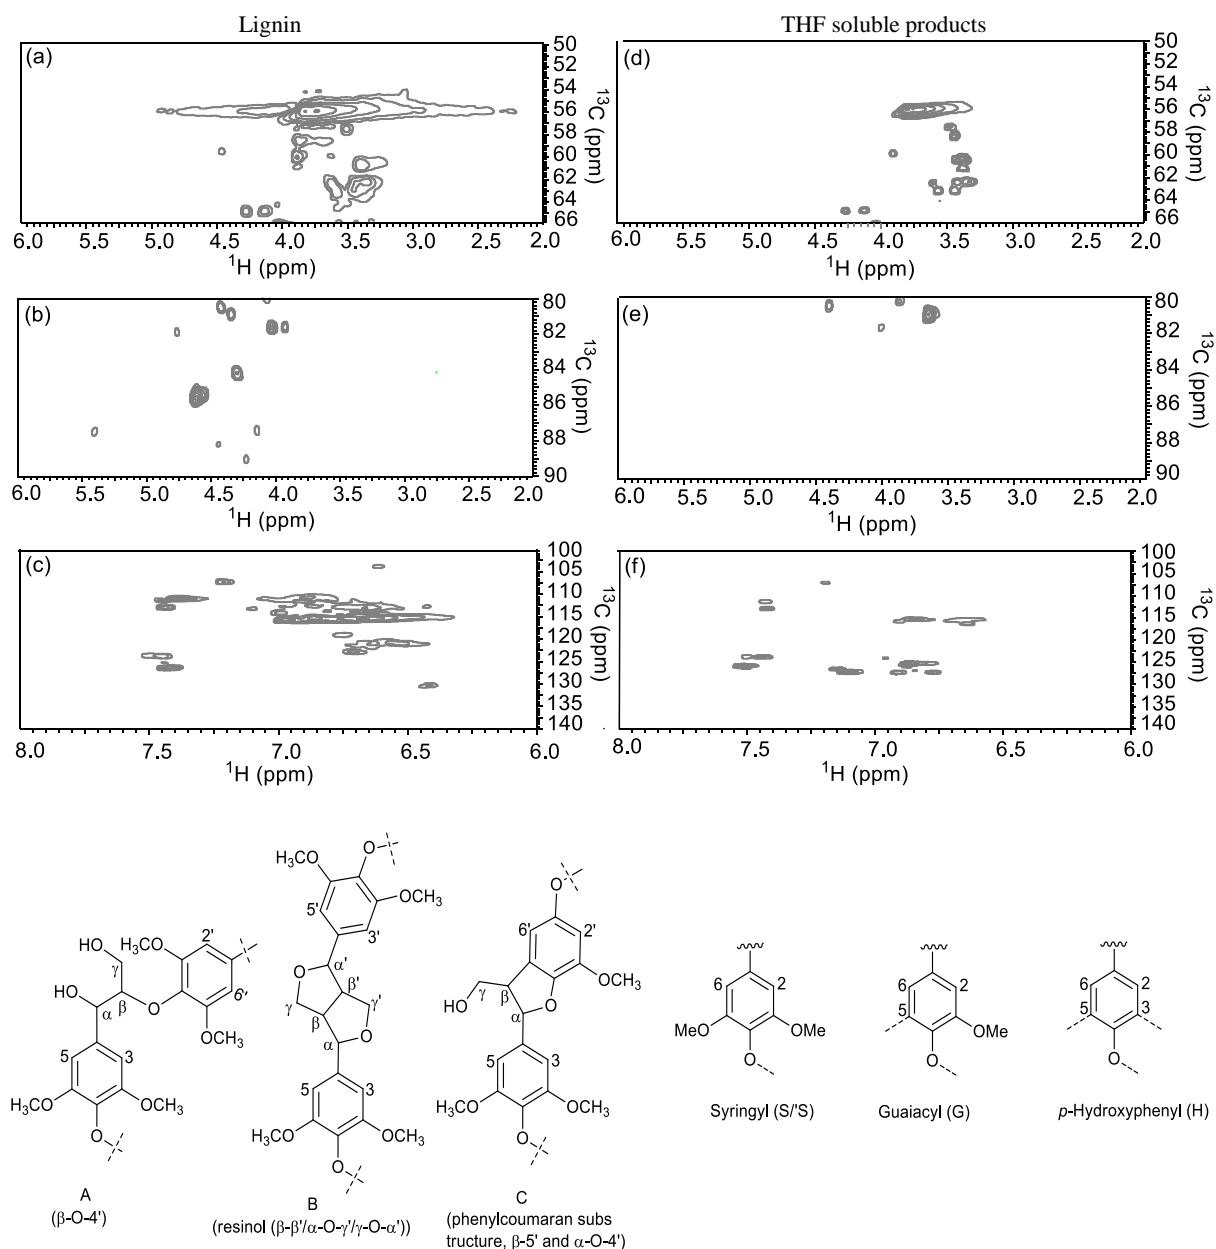 Lignin
THF soluble products
(a)
50
52
54
56
58
60
62
64
66
¹³C (ppm)
6.0 5.5 5.0 4.5 4.0 3.5 3.0 2.5 2.0
¹H (ppm)
(d)
50
52
54
56
58
60
62
64
66
¹³C (ppm)
6.0 5.5 5.0 4.5 4.0 3.5 3.0 2.5 2.0
¹H (ppm)
(b)
80
82
84
86
88
90
¹³C (ppm)
6.0 5.5 5.0 4.5 4.0 3.5 3.0 2.5 2.0
¹H (ppm)
(e)
80
82
84
86
88
90
¹³C (ppm)
6.0 5.5 5.0 4.5 4.0 3.5 3.0 2.5 2.0
¹H (ppm)
(c)
100
105
110
115
120
125
130
135
140
¹³C (ppm)
8.0 7.5 7.0 6.5 6.0
¹H (ppm)
(f)
100
105
110
115
120
125
130
135
140
¹³C (ppm)
8.0 7.5 7.0 6.5 6.0
¹H (ppm)
H₃CO
2'
HO
γ
HO
α
β
O
6'
OCH₃
5
3
H₃CO
OCH₃
O
A
(β-O-4')
O
H₃CO
OCH₃
5'
3'
O
α'
β'
γ
γ'
β
O
α
5
3
H₃CO
OCH₃
O
B
(resinol (β-β'/α-O-γ'/γ-O-α'))
O
6'
2'
OCH₃
γ
HO
β
O
α
5
3
H₃CO
OCH₃
O
C
(phenylcoumaran subs
tructure, β-5' and α-O-4')
6
2
MeO
OMe
O
Syringyl (S/'S)
6
2
5
OMe
O
Guaiacyl (G)
6
2
5
3
O
p-Hydroxyphenyl (H)